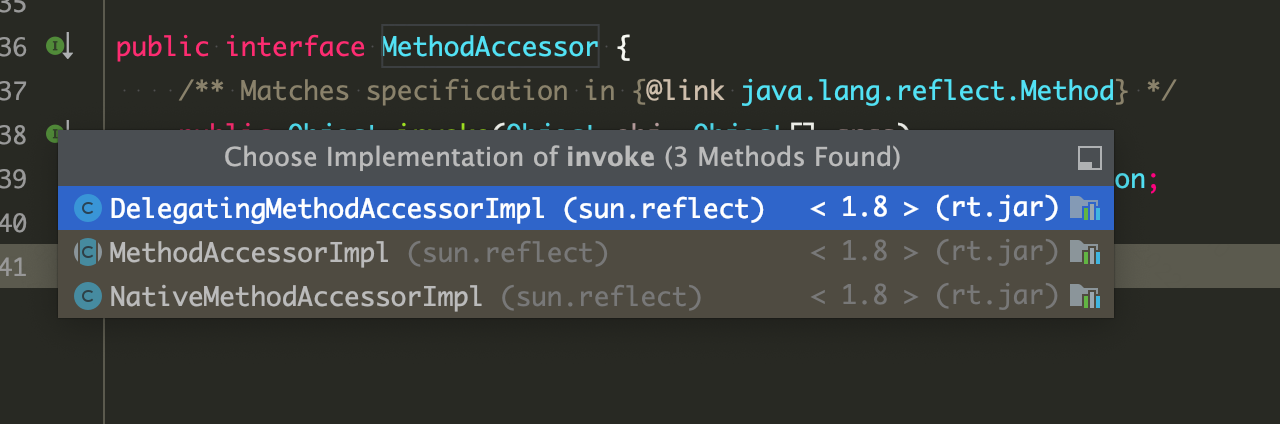 35
36 public interface MethodAccessor {
37 /** Matches specification in {@link java.lang.reflect.Method} */
38
Choose Implementation of invoke (3 Methods Found)
39 on;
C DelegatingMethodAccessorImpl (sun.reflect) < 1.8 > (rt.jar)
40
C MethodAccessorImpl (sun.reflect) < 1.8 > (rt.jar)
41
C NativeMethodAccessorImpl (sun.reflect) < 1.8 > (rt.jar)